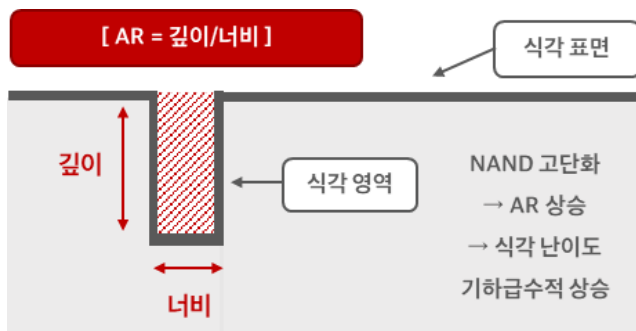 [ AR = 깊이/너비 ]
식각 표면
깊이
식각 영역
너비
NAND 고단화
→ AR 상승
→ 식각 난이도
기하급수적 상승